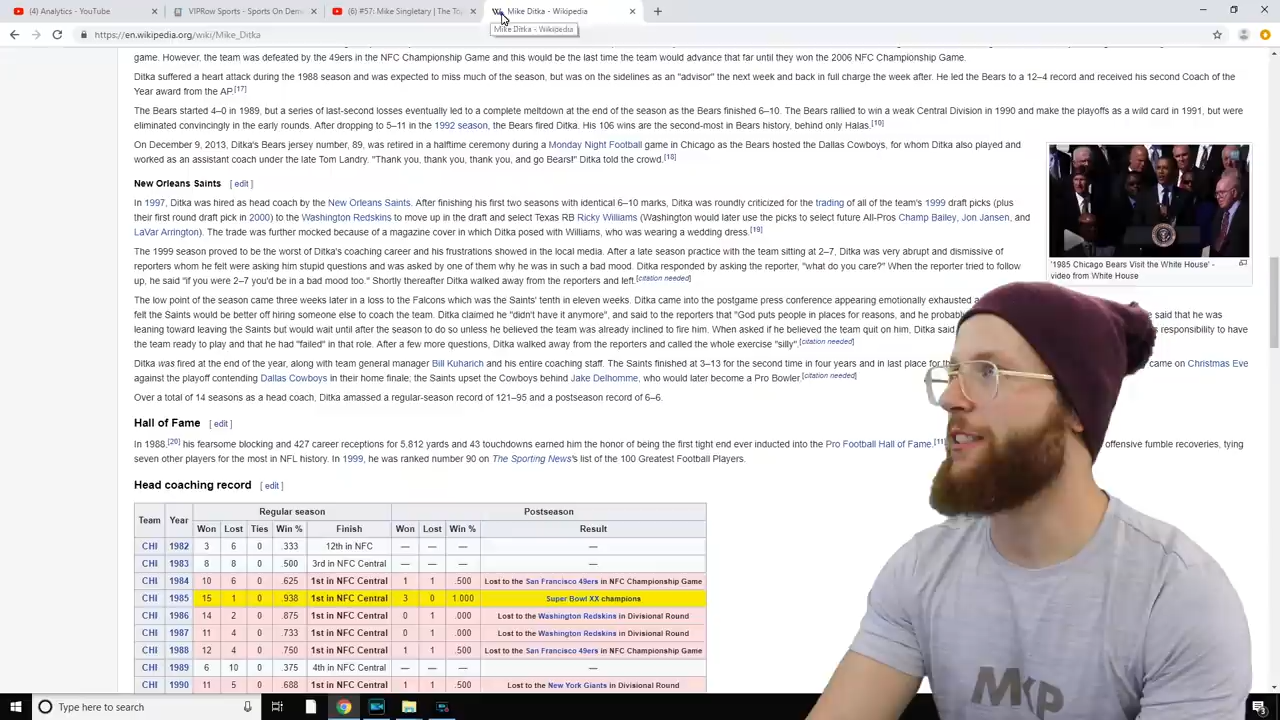 (4) Analytics - YouTube
VIPRow Sports - Sports On Dem
(6) #57: Mike Singletary | The To
Mike Ditka - Wikipedia
Mike Ditka - Wikipedia
https://en.wikipedia.org/wiki/Mike_Ditka
game. However, the team was defeated by the 49ers in the NFC Championship Game and this would be the last time the team would advance that far until they won the 2006 NFC Championship Game.
Ditka suffered a heart attack during the 1988 season and was expected to miss much of the season, but was on the sidelines as an "advisor" the next week and back in full charge the week after. He led the Bears to a 12–4 record and received his second Coach of the
Year award from the AP.[17]
The Bears started 4–0 in 1989, but a series of last-second losses eventually led to a complete meltdown at the end of the season as the Bears finished 6–10. The Bears rallied to win a weak Central Division in 1990 and make the playoffs as a wild card in 1991, but were
eliminated convincingly in the early rounds. After dropping to 5–11 in the 1992 season, the Bears fired Ditka. His 106 wins are the second-most in Bears history, behind only Halas.[10]
On December 9, 2013, Ditka's Bears jersey number, 89, was retired in a halftime ceremony during a Monday Night Football game in Chicago as the Bears hosted the Dallas Cowboys, for whom Ditka also played and
worked as an assistant coach under the late Tom Landry. "Thank you, thank you, thank you, and go Bears!" Ditka told the crowd.[18]
New Orleans Saints [ edit ]
In 1997, Ditka was hired as head coach by the New Orleans Saints. After finishing his first two seasons with identical 6–10 marks, Ditka was roundly criticized for the trading of all of the team's 1999 draft picks (plus
their first round draft pick in 2000) to the Washington Redskins to move up in the draft and select Texas RB Ricky Williams (Washington would later use the picks to select future All-Pros Champ Bailey, Jon Jansen, and
LaVar Arrington). The trade was further mocked because of a magazine cover in which Ditka posed with Williams, who was wearing a wedding dress.[19]
The 1999 season proved to be the worst of Ditka's coaching career and his frustrations showed in the local media. After a late season practice with the team sitting at 2–7, Ditka was very abrupt and dismissive of
reporters whom he felt were asking him stupid questions and was asked by one of them why he was in such a bad mood. Ditka responded by asking the reporter, "what do you care?" When the reporter tried to follow
up, he said "if you were 2–7 you'd be in a bad mood too." Shortly thereafter Ditka walked away from the reporters and left.[citation needed]
'1985 Chicago Bears Visit the White House' -
video from White House
The low point of the season came three weeks later in a loss to the Falcons which was the Saints' tenth in eleven weeks. Ditka came into the postgame press conference appearing emotionally exhausted a
felt the Saints would be better off hiring someone else to coach the team. Ditka claimed he "didn't have it anymore", and said to the reporters that "God puts people in places for reasons, and he probably said that he was
leaning toward leaving the Saints but would wait until after the season to do so unless he believed the team was already inclined to fire him. When asked if he believed the team quit on him, Ditka said s responsibility to have
the team ready to play and that he had "failed" in that role. After a few more questions, Ditka walked away from the reporters and called the whole exercise "silly".[citation needed]
Ditka was fired at the end of the year, along with team general manager Bill Kuharich and his entire coaching staff. The Saints finished at 3–13 for the second time in four years and in last place for th came on Christmas Eve
against the playoff contending Dallas Cowboys in their home finale; the Saints upset the Cowboys behind Jake Delhomme, who would later become a Pro Bowler.[citation needed]
Over a total of 14 seasons as a head coach, Ditka amassed a regular-season record of 121–95 and a postseason record of 6–6.
Hall of Fame [ edit ]
In 1988,[20] his fearsome blocking and 427 career receptions for 5,812 yards and 43 touchdowns earned him the honor of being the first tight end ever inducted into the Pro Football Hall of Fame.[11] offensive fumble recoveries, tying
seven other players for the most in NFL history. In 1999, he was ranked number 90 on The Sporting News's list of the 100 Greatest Football Players.
Head coaching record [ edit ]
Team Year Regular season Postseason
Won Lost Ties Win % Finish Won Lost Win % Result
CHI 1982 3 6 0 .333 12th in NFC — — — —
CHI 1983 8 8 0 .500 3rd in NFC Central — — — —
CHI 1984 10 6 0 .625 1st in NFC Central 1 1 .500 Lost to the San Francisco 49ers in NFC Championship Game
CHI 1985 15 1 0 .938 1st in NFC Central 3 0 1.000 Super Bowl XX champions
CHI 1986 14 2 0 .875 1st in NFC Central 0 1 .000 Lost to the Washington Redskins in Divisional Round
CHI 1987 11 4 0 .733 1st in NFC Central 0 1 .000 Lost to the Washington Redskins in Divisional Round
CHI 1988 12 4 0 .750 1st in NFC Central 1 1 .500 Lost to the San Francisco 49ers in NFC Championship Game
CHI 1989 6 10 0 .375 4th in NFC Central — — — —
CHI 1990 11 5 0 .688 1st in NFC Central 1 1 .500 Lost to the New York Giants in Divisional Round
Type here to search